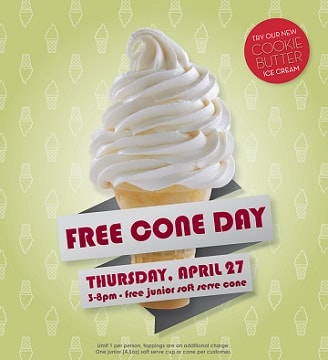 TRY OUR NEW
COOKIE
BUTTER
ICE CREAM
FREE CONE DAY
THURSDAY, APRIL 27
3-8pm • free junior soft serve cone
Limit 1 per person, toppings are an additional charge.
One junior (4.5oz) soft serve cup or cone per customer.